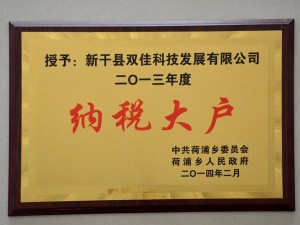 授予：新干县双佳科技发展有限公司
二〇一三年度
纳税大户
中共荷浦乡委员会
荷浦乡人民政府
二〇一四年二月